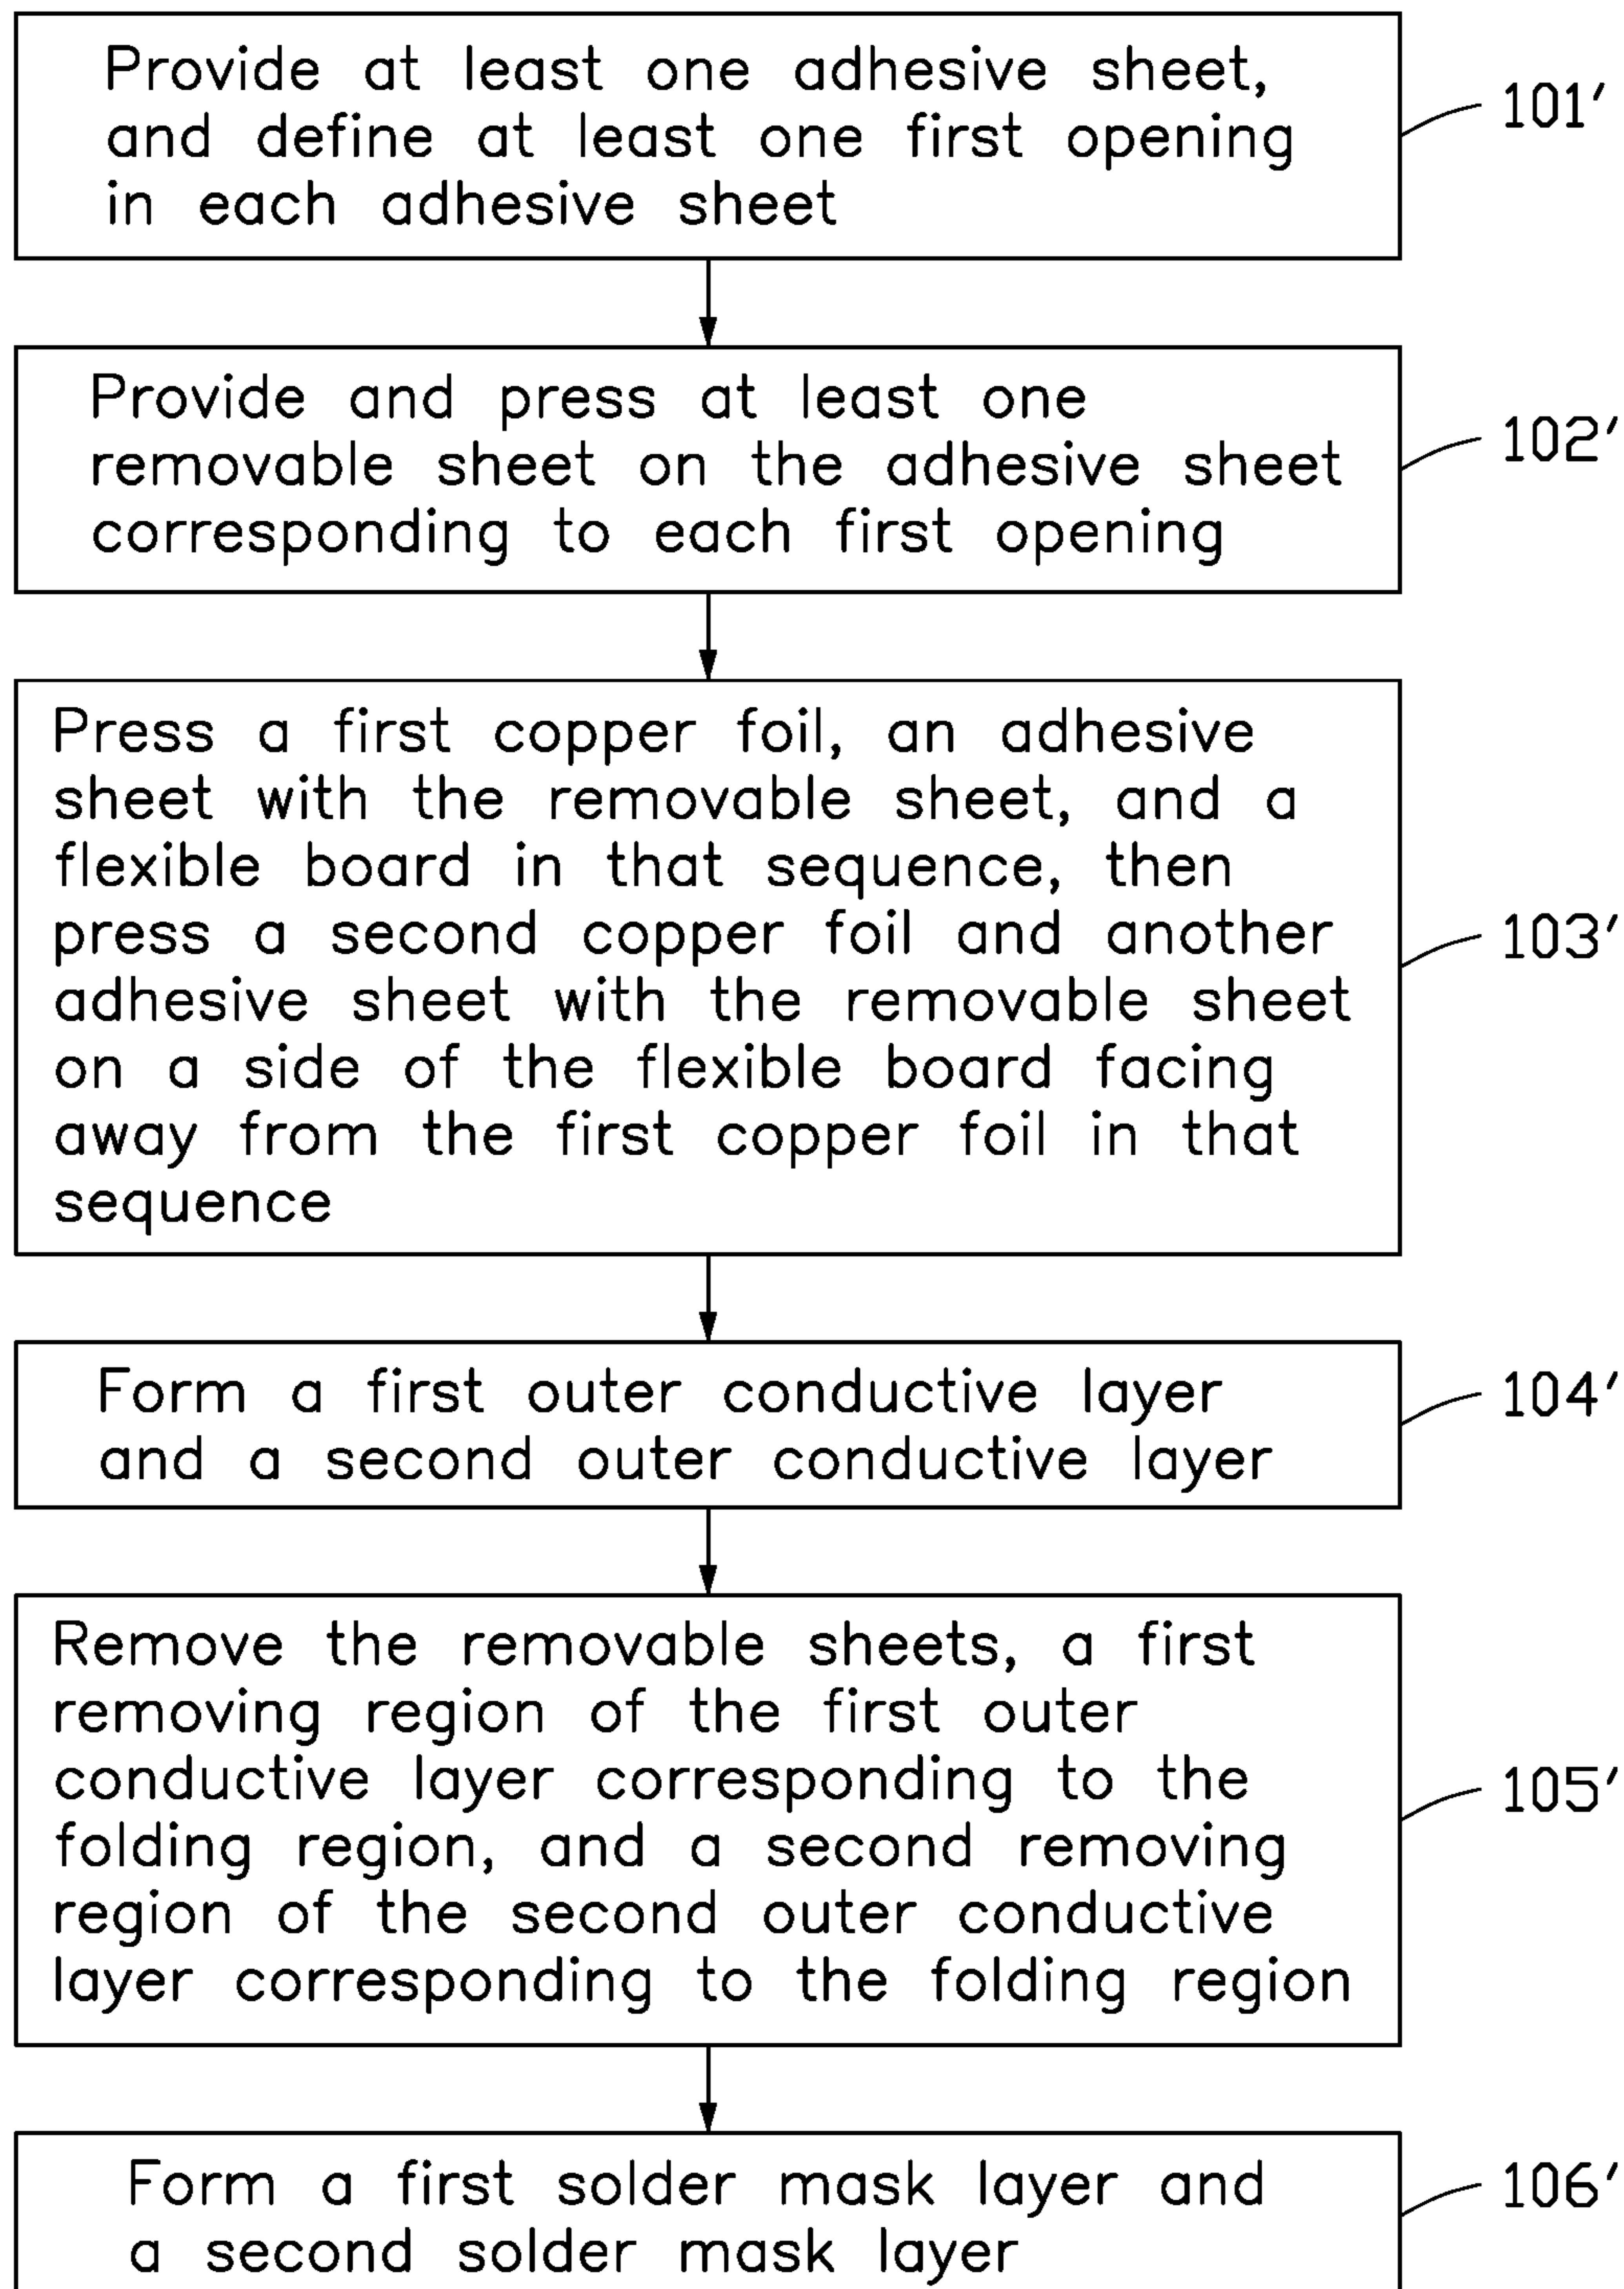 Provide at least one adhesive sheet,
and define at least one first opening
in each adhesive sheet
101'
Provide and press at least one
removable sheet on the adhesive sheet
corresponding to each first opening
102'
Press a first copper foil, an adhesive
sheet with the removable sheet, and a
flexible board in that sequence, then
press a second copper foil and another
adhesive sheet with the removable sheet
on a side of the flexible board facing
away from the first copper foil in that
sequence
103'
Form a first outer conductive layer
and a second outer conductive layer
104'
Remove the removable sheets, a first
removing region of the first outer
conductive layer corresponding to the
folding region, and a second removing
region of the second outer conductive
layer corresponding to the folding region
105'
Form a first solder mask layer and
a second solder mask layer
106'